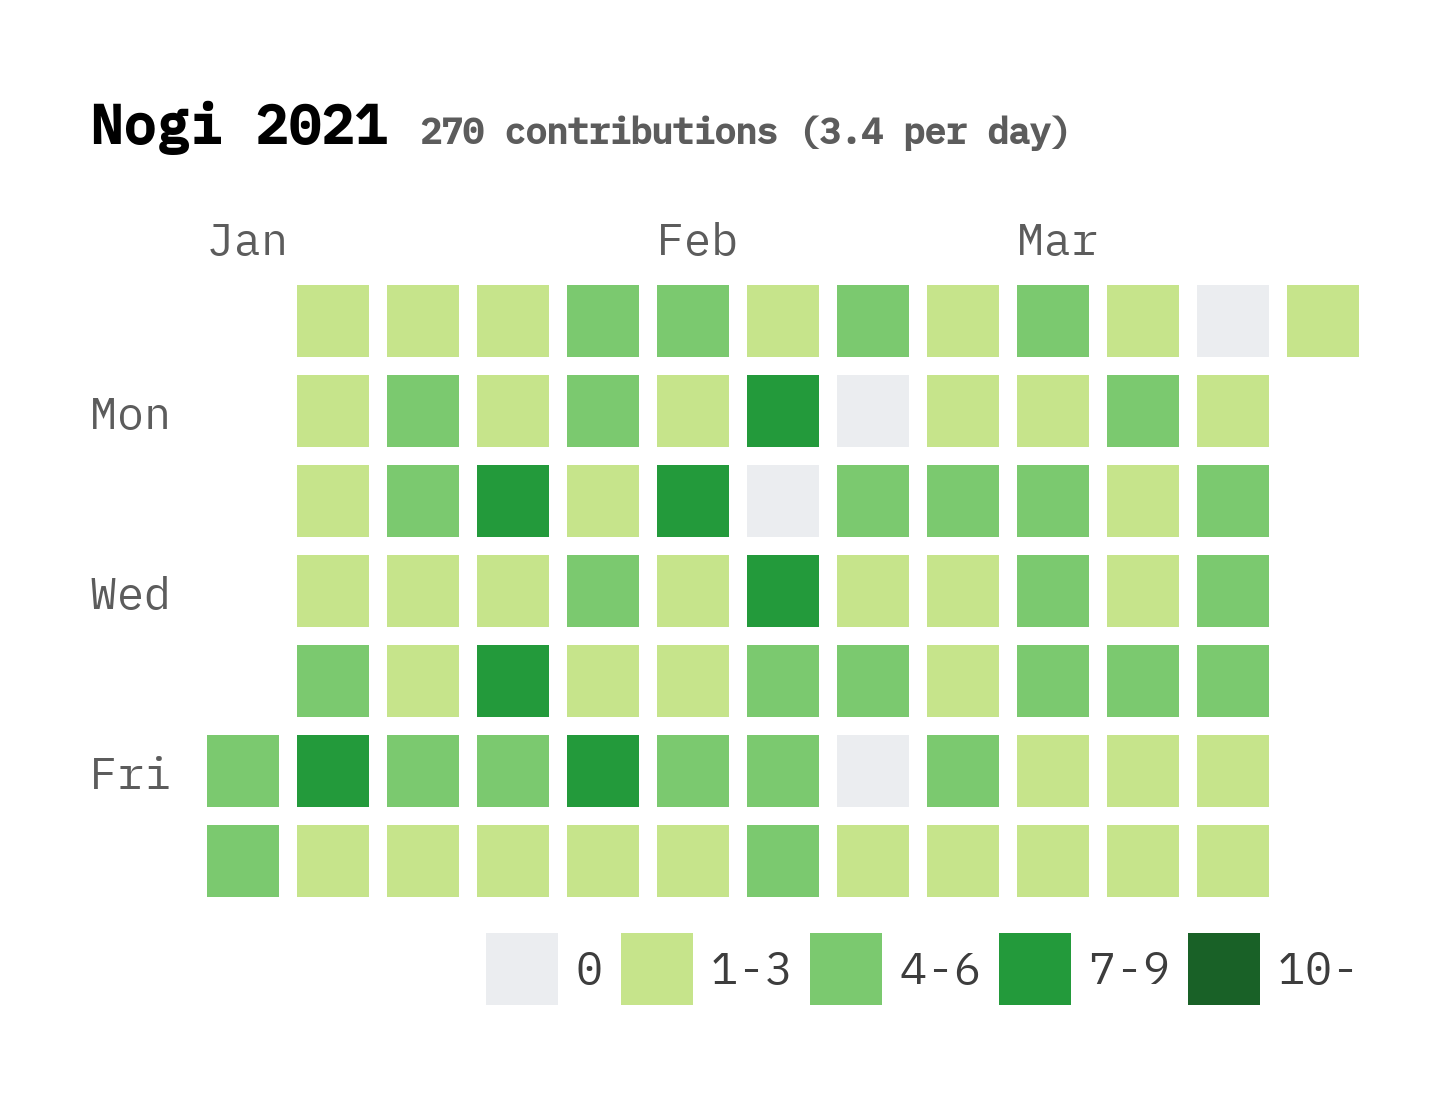 Nogi 2021 270 contributions (3.4 per day)
Jan Feb Mar
Mon
Wed
Fri
0 1-3 4-6 7-9 10-